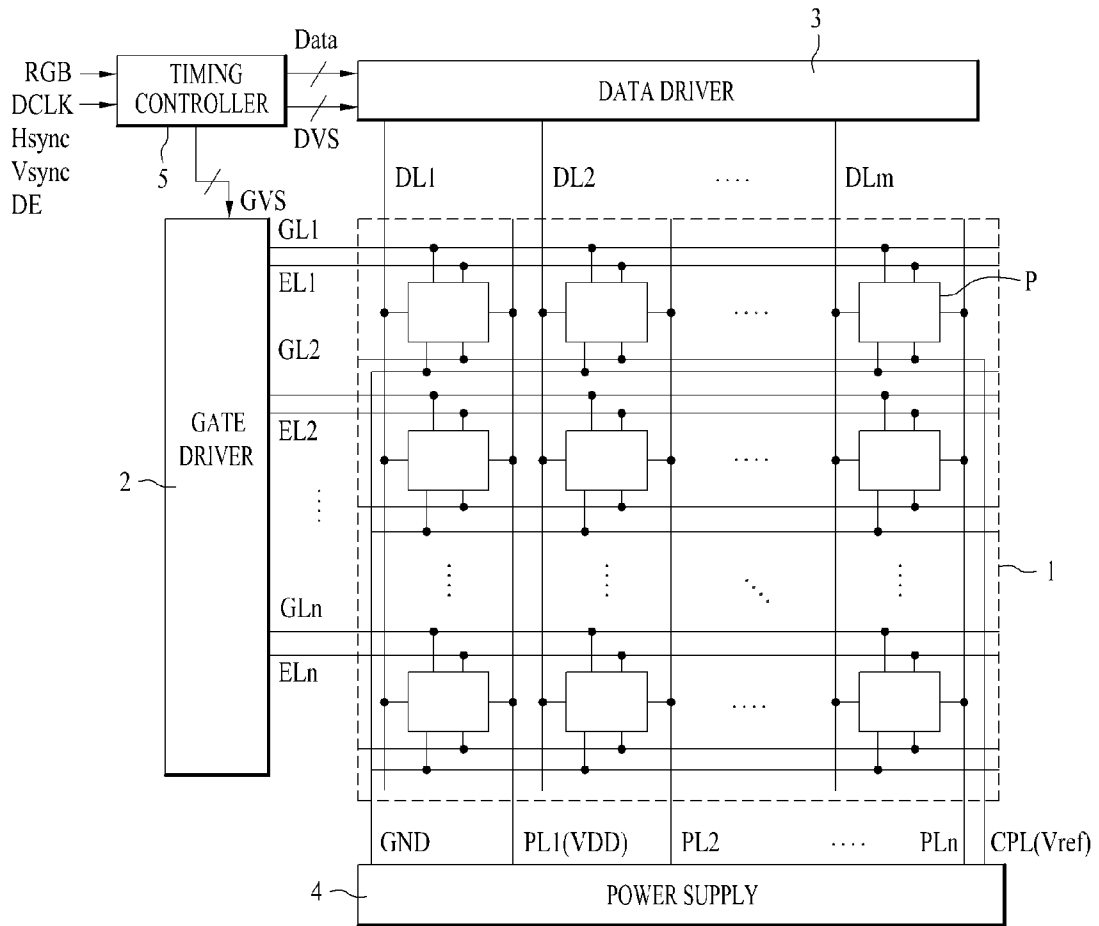 3
Data
RGB
TIMING
CONTROLLER
DATA DRIVER
DCLK
Hsync
DVS
Vsync
5
DE
GVS
DL1
DL2
....
DLm
GL1
EL1
P
....
GL2
EL2
GATE
DRIVER
....
2
....
....
....
....
....
1
GLn
ELn
....
GND
PL1(VDD)
PL2
....
PLn
CPL(Vref)
4
POWER SUPPLY